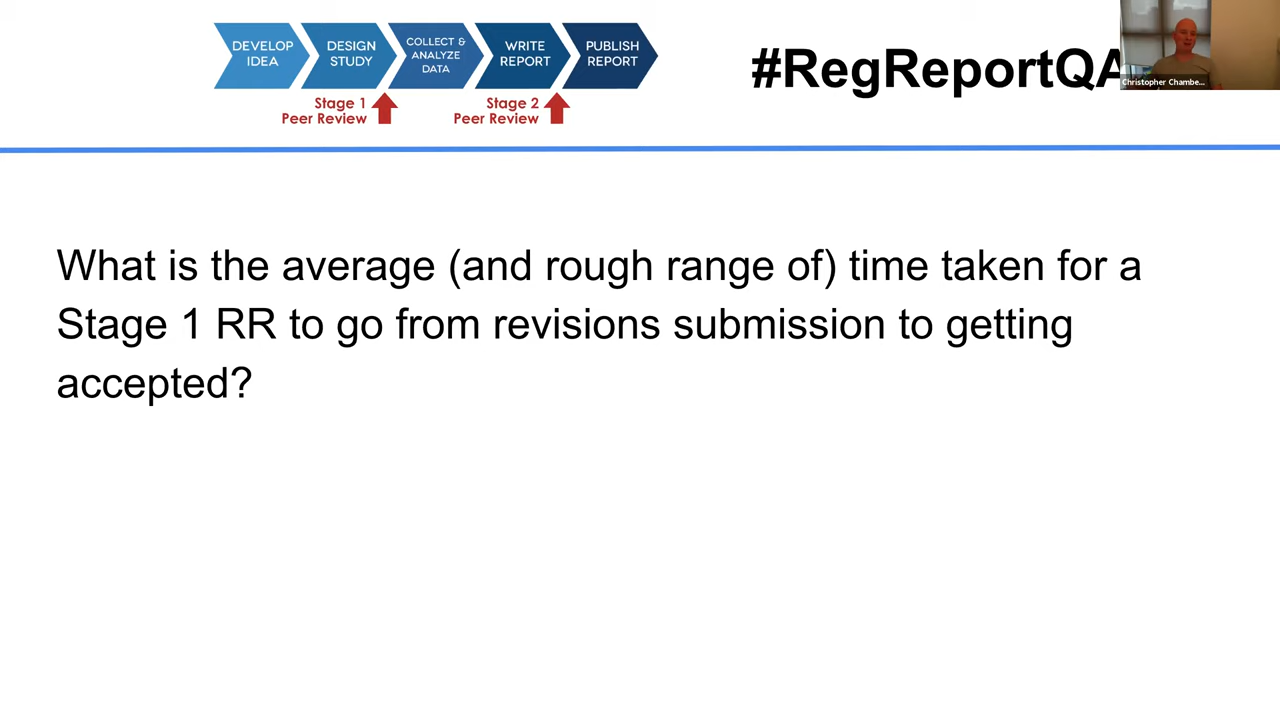 DEVELOP IDEA
DESIGN STUDY
COLLECT & ANALYZE DATA
WRITE REPORT
PUBLISH REPORT
Stage 1
Peer Review
Stage 2
Peer Review
#RegReportQA
Christopher Chambe...
What is the average (and rough range of) time taken for a
Stage 1 RR to go from revisions submission to getting
accepted?